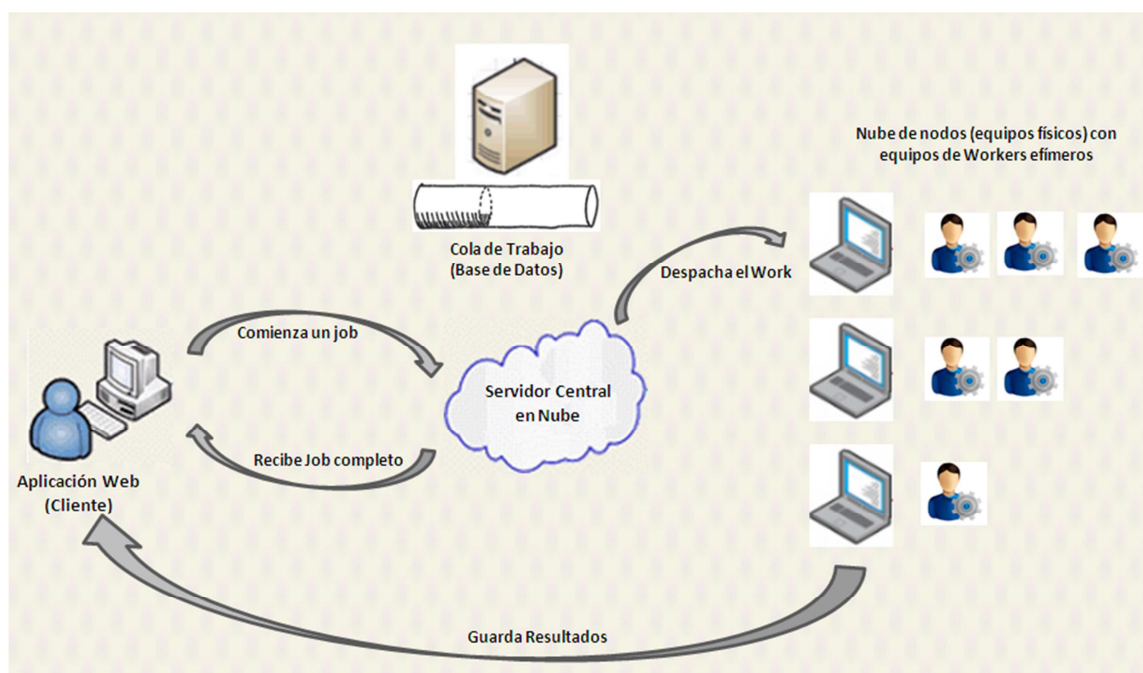 Nube de nodos (equipos físicos) con
equipos de Workers efímeros
Cola de Trabajo
(Base de Datos)
Despacha el Work
Comienza un job
Servidor Central
en Nube
Recibe Job completo
Aplicación Web
(Cliente)
Guarda Resultados